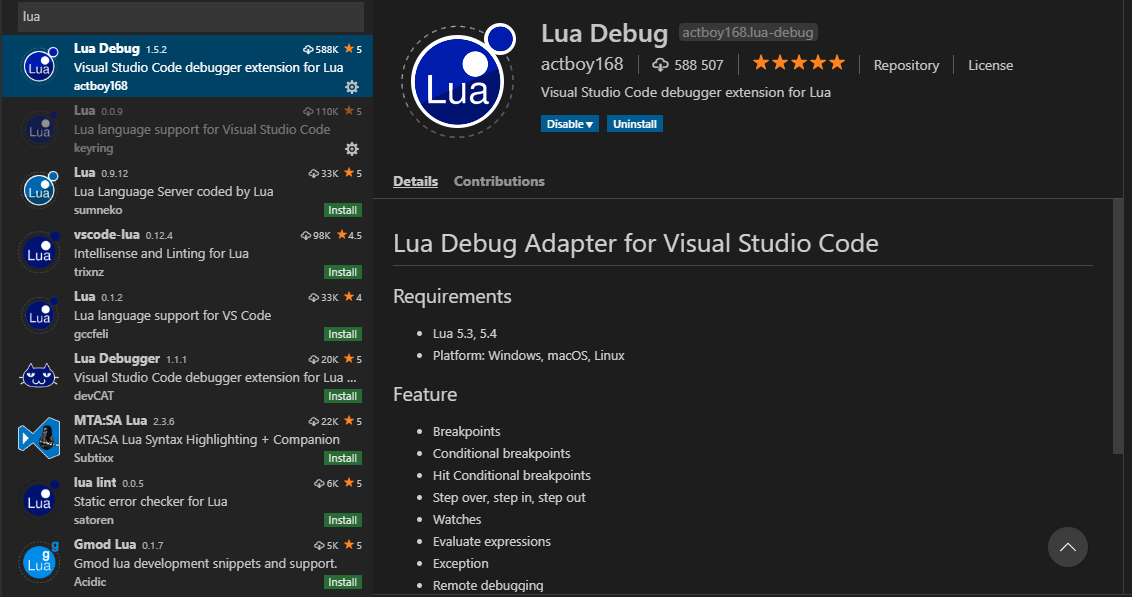 lua
Lua Debug 1.5.2 588K 5
Visual Studio Code debugger extension for Lua
actboy168
Lua 0.0.9 110K 5
Lua language support for Visual Studio Code
keyring
Lua 0.9.12 33K 5
Lua Language Server coded by Lua
sumneko Install
vscode-lua 0.12.4 98K 4.5
Intellisense and Linting for Lua
trixnz Install
Lua 0.1.2 33K 4
Lua language support for VS Code
gccfeli Install
Lua Debugger 1.1.1 20K 5
Visual Studio Code debugger extension for Lua ...
devCAT Install
MTA:SA Lua 2.3.6 22K 5
MTA:SA Lua Syntax Highlighting + Companion
Subtixx Install
lua lint 0.0.5 6K 5
Static error checker for Lua
satoren Install
Gmod Lua 0.1.7 5K 5
Gmod lua development snippets and support.
Acidic Install
Lua
Lua
Lua
Lua
Lua
Lua
g
Lua
g
Lua
Lua Debug actboy168.lua-debug
actboy168 588 507 Repository License
Visual Studio Code debugger extension for Lua
Disable Uninstall
Details Contributions
Lua Debug Adapter for Visual Studio Code
Requirements
• Lua 5.3, 5.4
• Platform: Windows, macOS, Linux
Feature
• Breakpoints
• Conditional breakpoints
• Hit Conditional breakpoints
• Step over, step in, step out
• Watches
• Evaluate expressions
• Exception
• Remote debugging